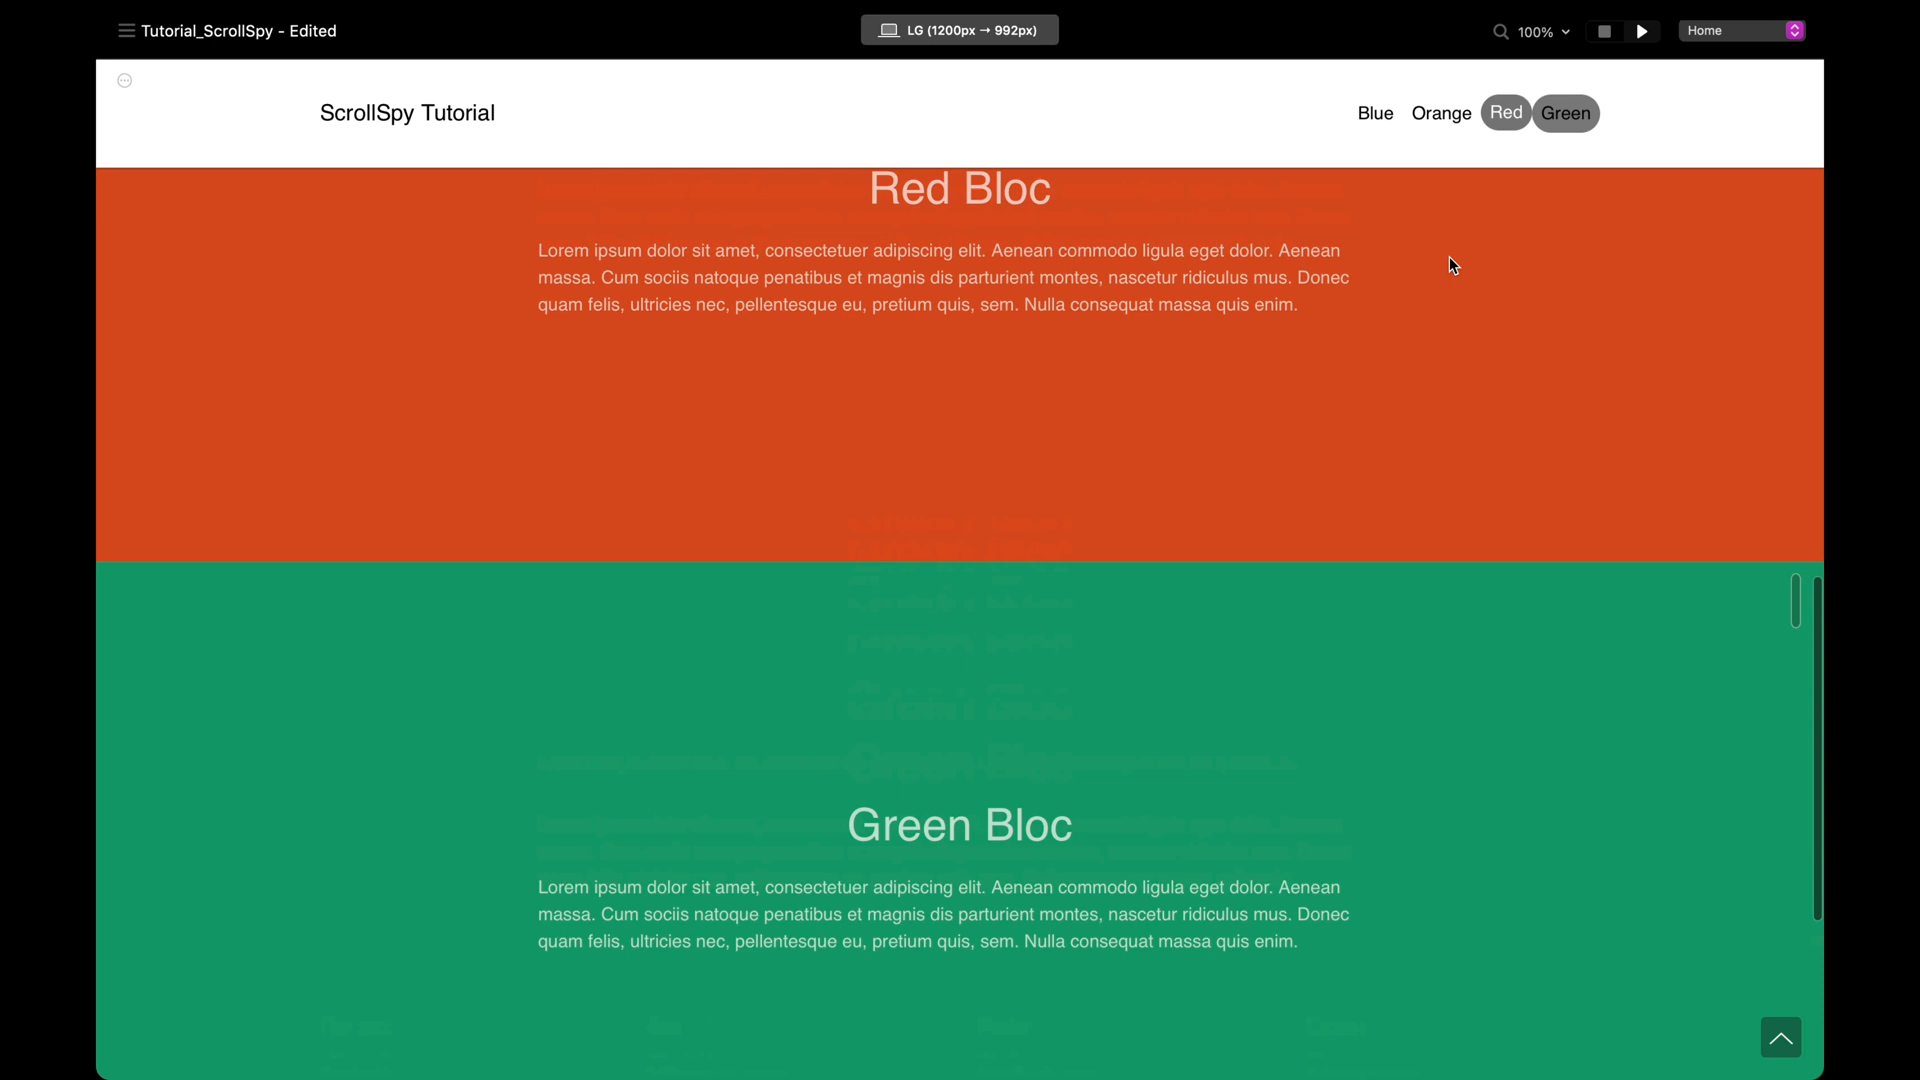 Tutorial_ScrollSpy - Edited
LG (1200px → 992px)
100%
Home
ScrollSpy Tutorial
Blue Orange Red Green
Red Bloc
Lorem ipsum dolor sit amet, consectetuer adipiscing elit. Aenean commodo ligula eget dolor. Aenean
massa. Cum sociis natoque penatibus et magnis dis parturient montes, nascetur ridiculus mus. Donec
quam felis, ultricies nec, pellentesque eu, pretium quis, sem. Nulla consequat massa quis enim.
Green Bloc
Lorem ipsum dolor sit amet, consectetuer adipiscing elit. Aenean commodo ligula eget dolor. Aenean
massa. Cum sociis natoque penatibus et magnis dis parturient montes, nascetur ridiculus mus. Donec
quam felis, ultricies nec, pellentesque eu, pretium quis, sem. Nulla consequat massa quis enim.